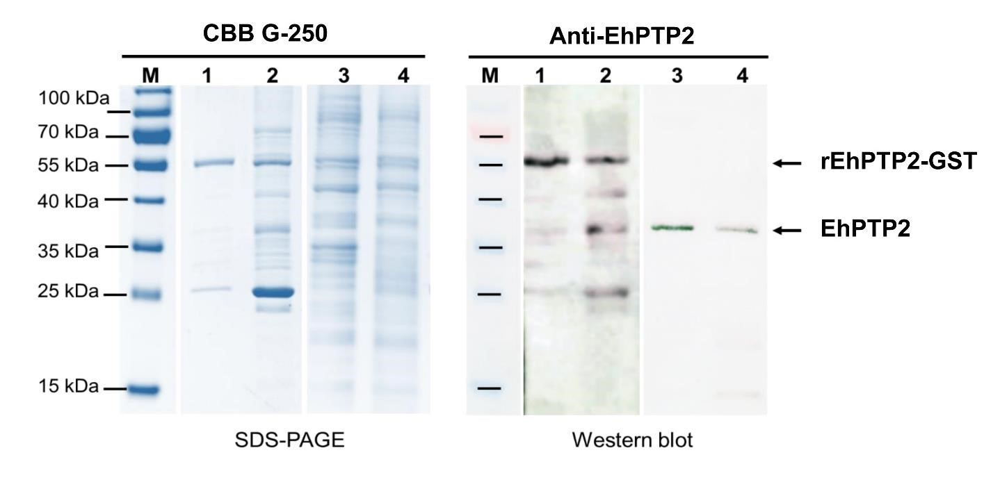 CBB G-250
Anti-EhPTP2
M 1 2 3 4
M 1 2 3 4
100 kDa
70 kDa
55 kDa
40 kDa
35 kDa
25 kDa
15 kDa
rEhPTP2-GST
EhPTP2
SDS-PAGE
Western blot